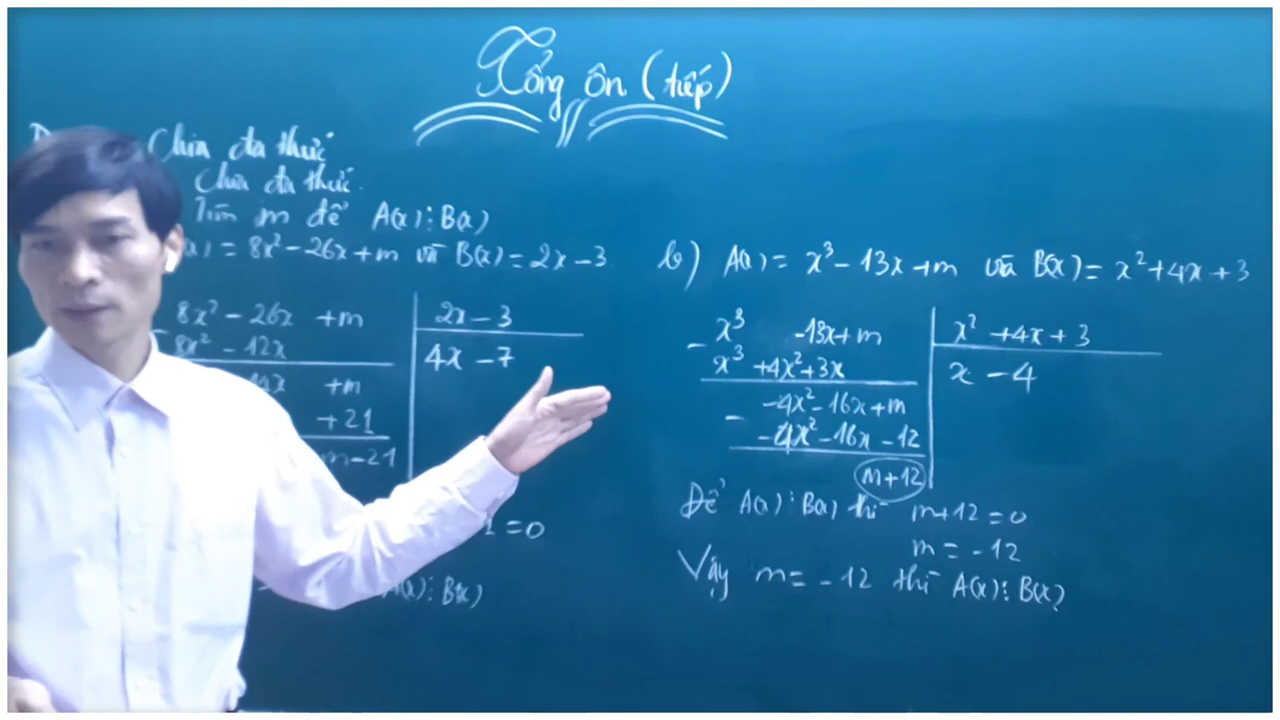 Tổng ôn (tiếp)
Chia đa thức
Chia đa thức.
Tìm m để A(x)⋮B(x)
= 8x² - 26x + m và B(x) = 2x - 3
8x² - 26x + m
2x - 3
- 8x² - 12x
4x - 7
+ m
+ 21
m - 21
= 0
B(x)
b) A(x) = x³ - 13x + m và B(x) = x² + 4x + 3
x³ - 13x + m
x² + 4x + 3
- x³ + 4x² + 3x
x - 4
-4x² - 16x + m
- -4x² - 16x - 12
m + 12
Để A(x)⋮B(x) thì m + 12 = 0
m = -12
Vậy m = -12 thì A(x)⋮B(x)